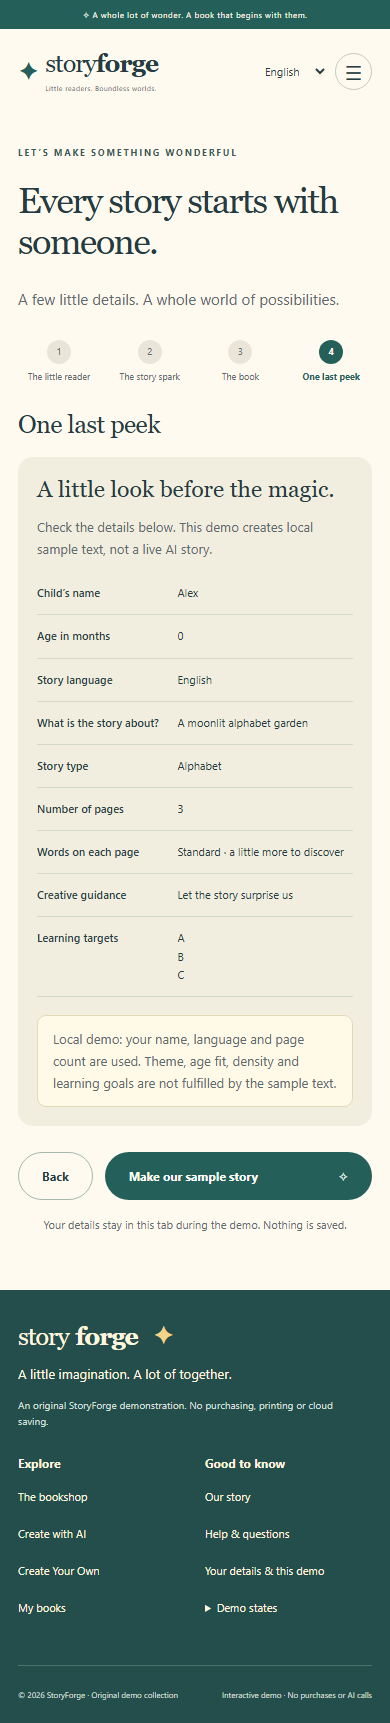 ✧ A whole lot of wonder. A book that begins with them.
storyforge
Little readers. Boundless worlds.
English
LET'S MAKE SOMETHING WONDERFUL
Every story starts with
someone.
A few little details. A whole world of possibilities.
1 2 3 4
The little reader The story spark The book One last peek
One last peek
A little look before the magic.
Check the details below. This demo creates local
sample text, not a live AI story.
Child's name Alex
Age in months 0
Story language English
What is the story about? A moonlit alphabet garden
Story type Alphabet
Number of pages 3
Words on each page Standard · a little more to discover
Creative guidance Let the story surprise us
Learning targets A
B
C
Local demo: your name, language and page
count are used. Theme, age fit, density and
learning goals are not fulfilled by the sample text.
Back Make our sample story ✧
Your details stay in this tab during the demo. Nothing is saved.
story forge
A little imagination. A lot of together.
An original StoryForge demonstration. No purchasing, printing or cloud
saving.
Explore Good to know
The bookshop Our story
Create with AI Help & questions
Create Your Own Your details & this demo
My books ▶ Demo states
© 2026 StoryForge · Original demo collection Interactive demo · No purchases or AI calls